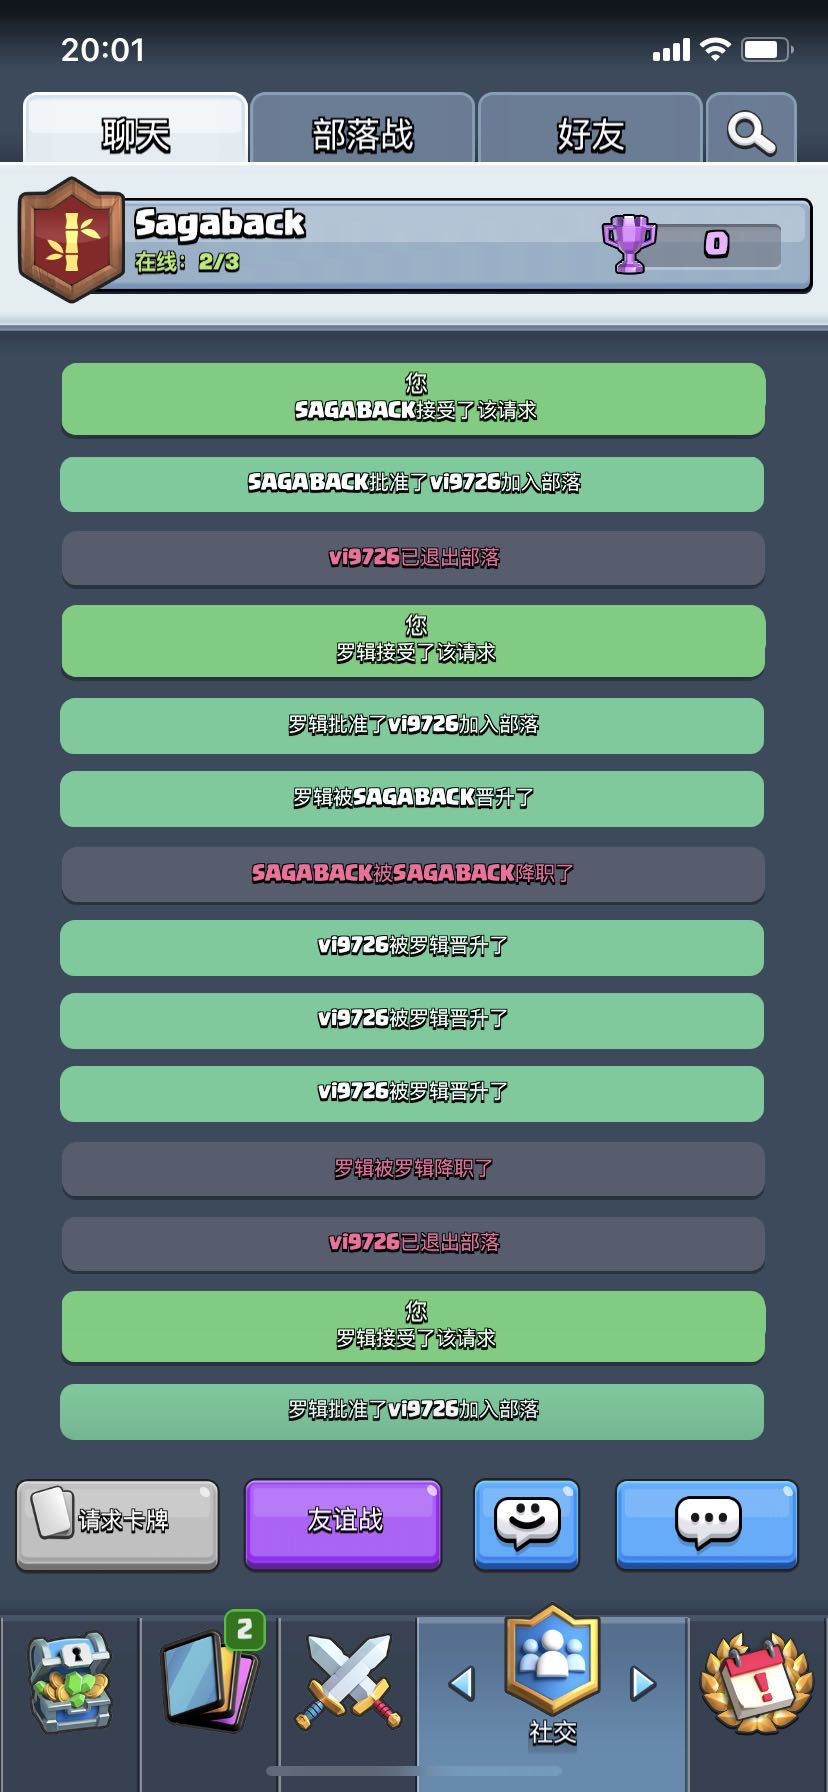 20:01
聊天
部落战
好友
Sagaback
在线：2/3
0
您
SAGABACK接受了该请求
SAGABACK批准了vi9726加入部落
vi9726已退出部落
您
罗辑接受了该请求
罗辑批准了vi9726加入部落
罗辑被SAGABACK晋升了
SAGABACK被SAGABACK降职了
vi9726被罗辑晋升了
vi9726被罗辑晋升了
vi9726被罗辑晋升了
罗辑被罗辑降职了
vi9726已退出部落
您
罗辑接受了该请求
罗辑批准了vi9726加入部落
请求卡牌
友谊战
2
社交